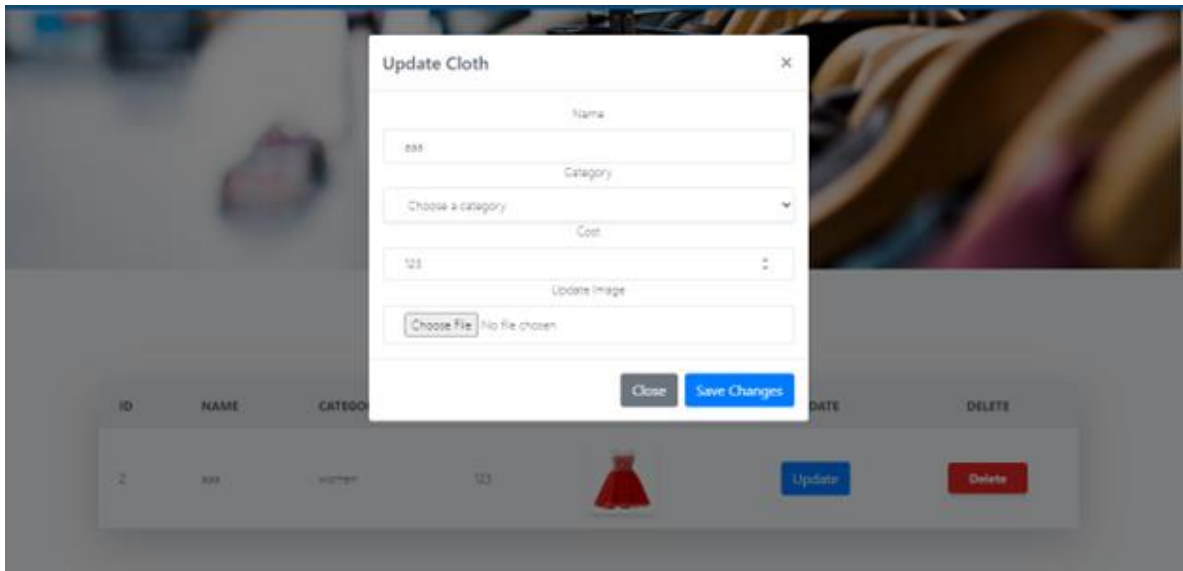 Update Cloth ×
Name
aaa
Category
Choose a category
Cost
123
Update Image
Choose File No file chosen
Close Save Changes
ID NAME CATEGO DATE DELETE
2 aaa women 123 Update Delete